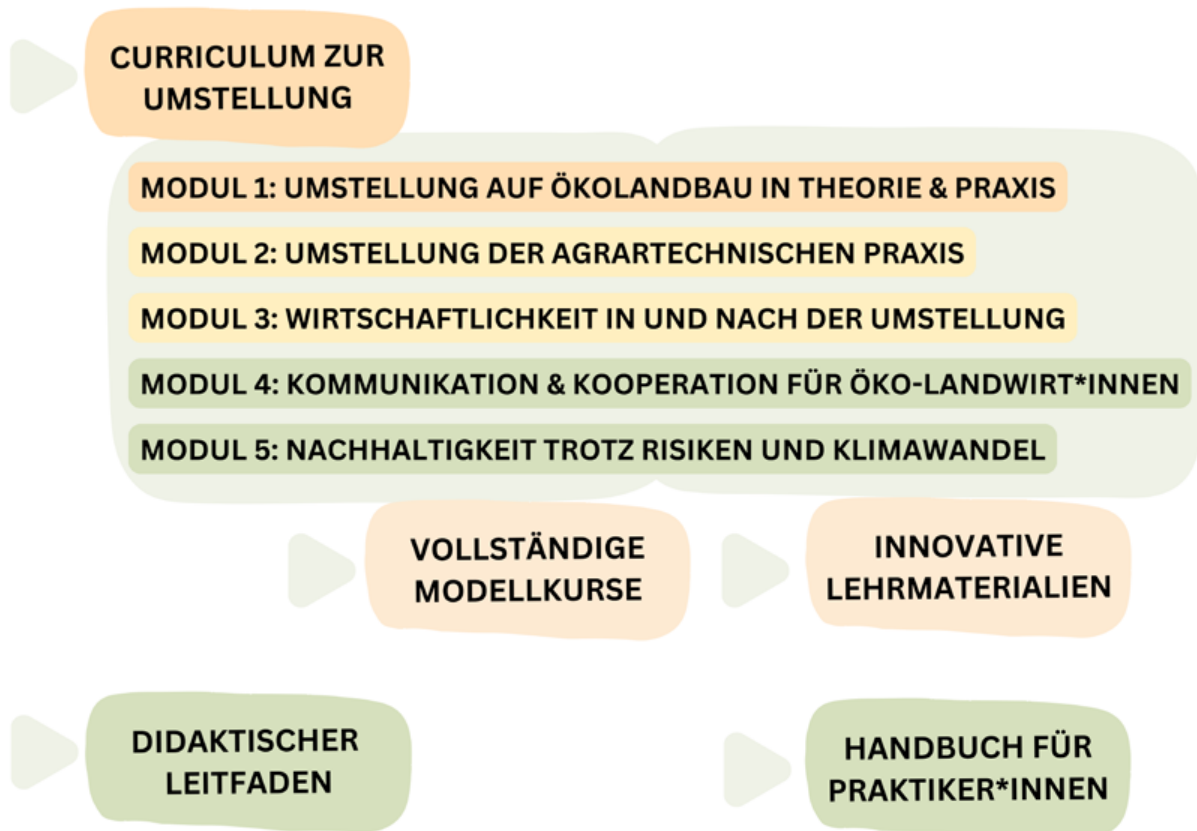 CURRICULUM ZUR
UMSTELLUNG
MODUL 1: UMSTELLUNG AUF ÖKOLANDBAU IN THEORIE & PRAXIS
MODUL 2: UMSTELLUNG DER AGRARTECHNISCHEN PRAXIS
MODUL 3: WIRTSCHAFTLICHKEIT IN UND NACH DER UMSTELLUNG
MODUL 4: KOMMUNIKATION & KOOPERATION FÜR ÖKO-LANDWIRT*INNEN
MODUL 5: NACHHALTIGKEIT TROTZ RISIKEN UND KLIMAWANDEL
VOLLSTÄNDIGE
MODELLKURSE
INNOVATIVE
LEHRMATERIALIEN
DIDAKTISCHER
LEITFADEN
HANDBUCH FÜR
PRAKTIKER*INNEN